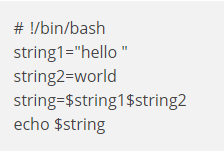 # !/bin/bash
string1="hello "
string2=world
string=$string1$string2
echo $string